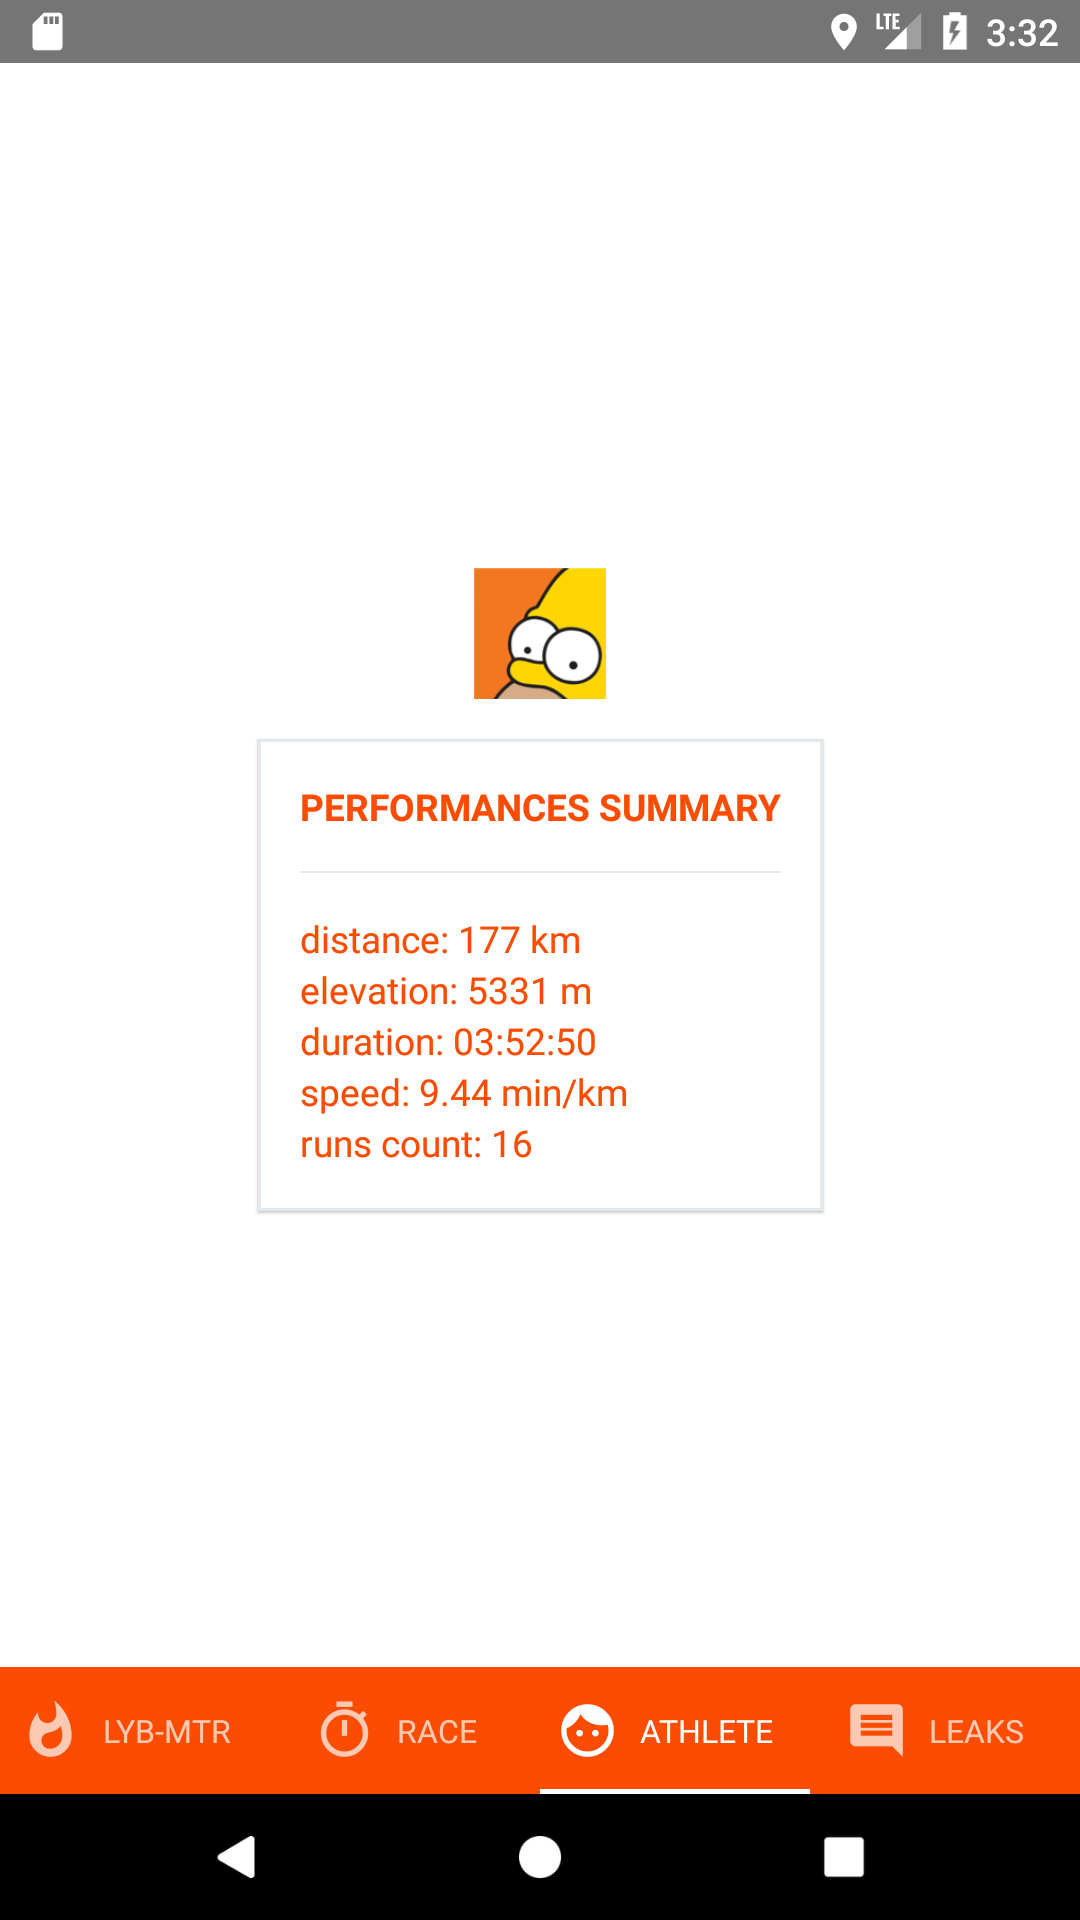 LTE 3:32
PERFORMANCES SUMMARY
distance: 177 km
elevation: 5331 m
duration: 03:52:50
speed: 9.44 min/km
runs count: 16
LYB-MTR RACE ATHLETE LEAKS